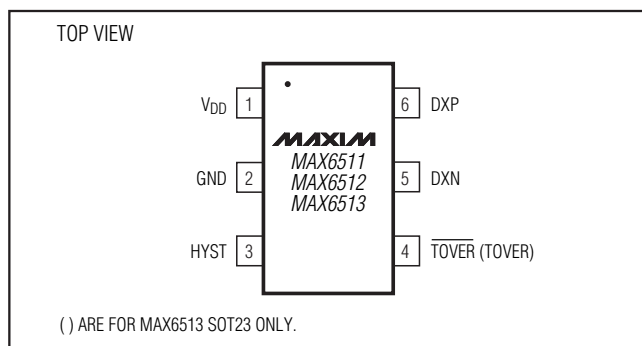 TOP VIEW
VDD 1
6 DXP
MAXIM
MAX6511
GND 2
MAX6512
5 DXN
MAX6513
HYST 3
4 TOVER (TOVER)
( ) ARE FOR MAX6513 SOT23 ONLY.